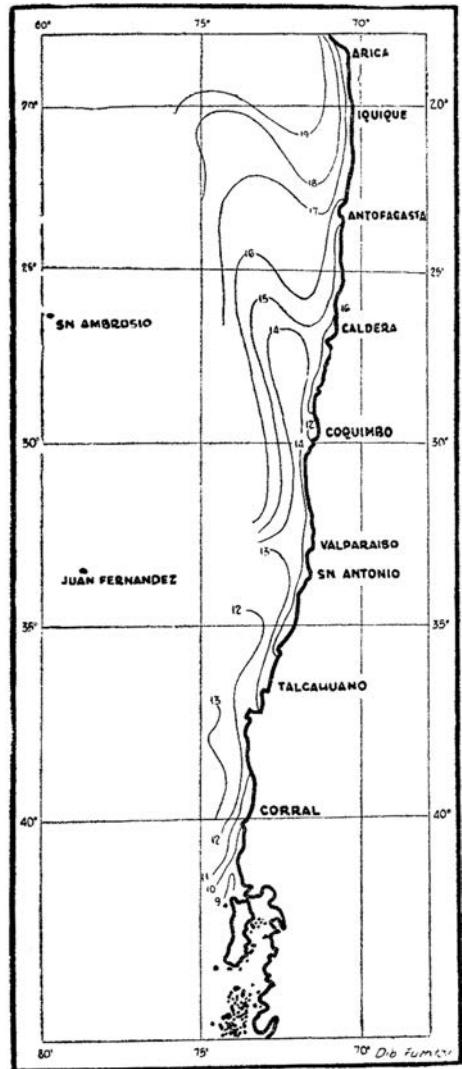 80° 75° 70°
ARICA
20° 20°
IQUIQUE
19
18
17
ANTOFAGASTA
16
25° 25°
15
16
SN AMBROSIO
14
CALDERA
12
COQUIMBO
30° 14 30°
13
VALPARAISO
JUAN FERNANDEZ
SN. ANTONIO
12
35° 35°
TALCAHUANO
13
CORRAL
40° 40°
12
11
10
9
80° 75° 70°
Dib.